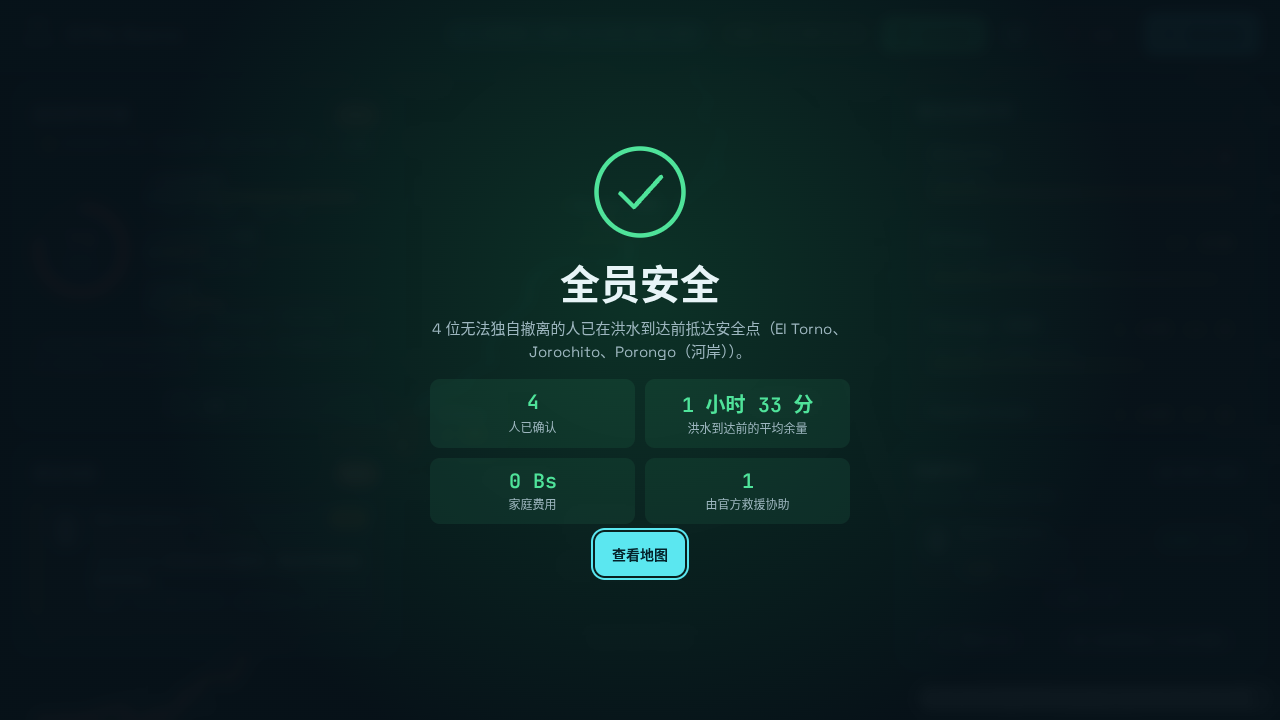 全员安全
4 位无法独自撤离的人已在洪水到达前抵达安全点（El Torno、
Jorochito、Porongo（河岸））。
4
人已确认
1 小时 33 分
洪水到达前的平均余量
0 Bs
家庭费用
1
由官方救援协助
查看地图